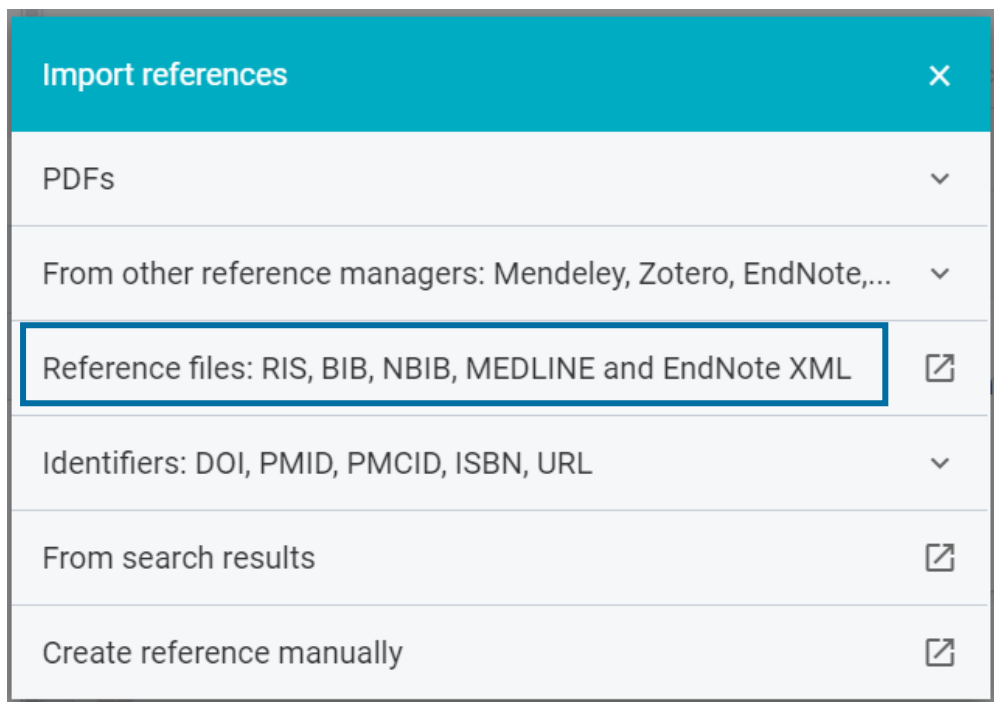 Import references
PDFs
From other reference managers: Mendeley, Zotero, EndNote,...
Reference files: RIS, BIB, NBIB, MEDLINE and EndNote XML
Identifiers: DOI, PMID, PMCID, ISBN, URL
From search results
Create reference manually